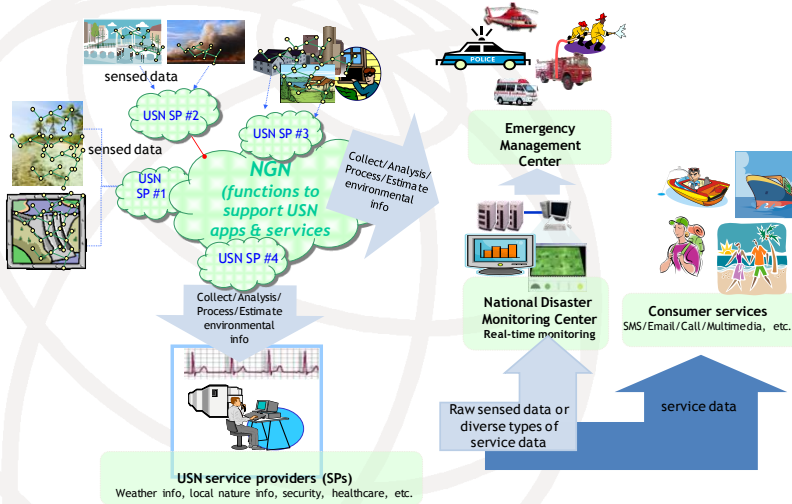 sensed data
USN SP #2
USN SP #3
sensed data
USN
SP #1
NGN
(functions to
support USN
apps & services
USN SP #4
Collect/Analysis/
Process/Estimate
environmental
info
POLICE
Emergency
Management
Center
Collect/Analysis/
Process/Estimate
environmental
info
National Disaster
Monitoring Center
Real-time monitoring
Consumer services
SMS/Email/Call/Multimedia, etc.
Raw sensed data or
diverse types of
service data
service data
USN service providers (SPs)
Weather info, local nature info, security, healthcare, etc.